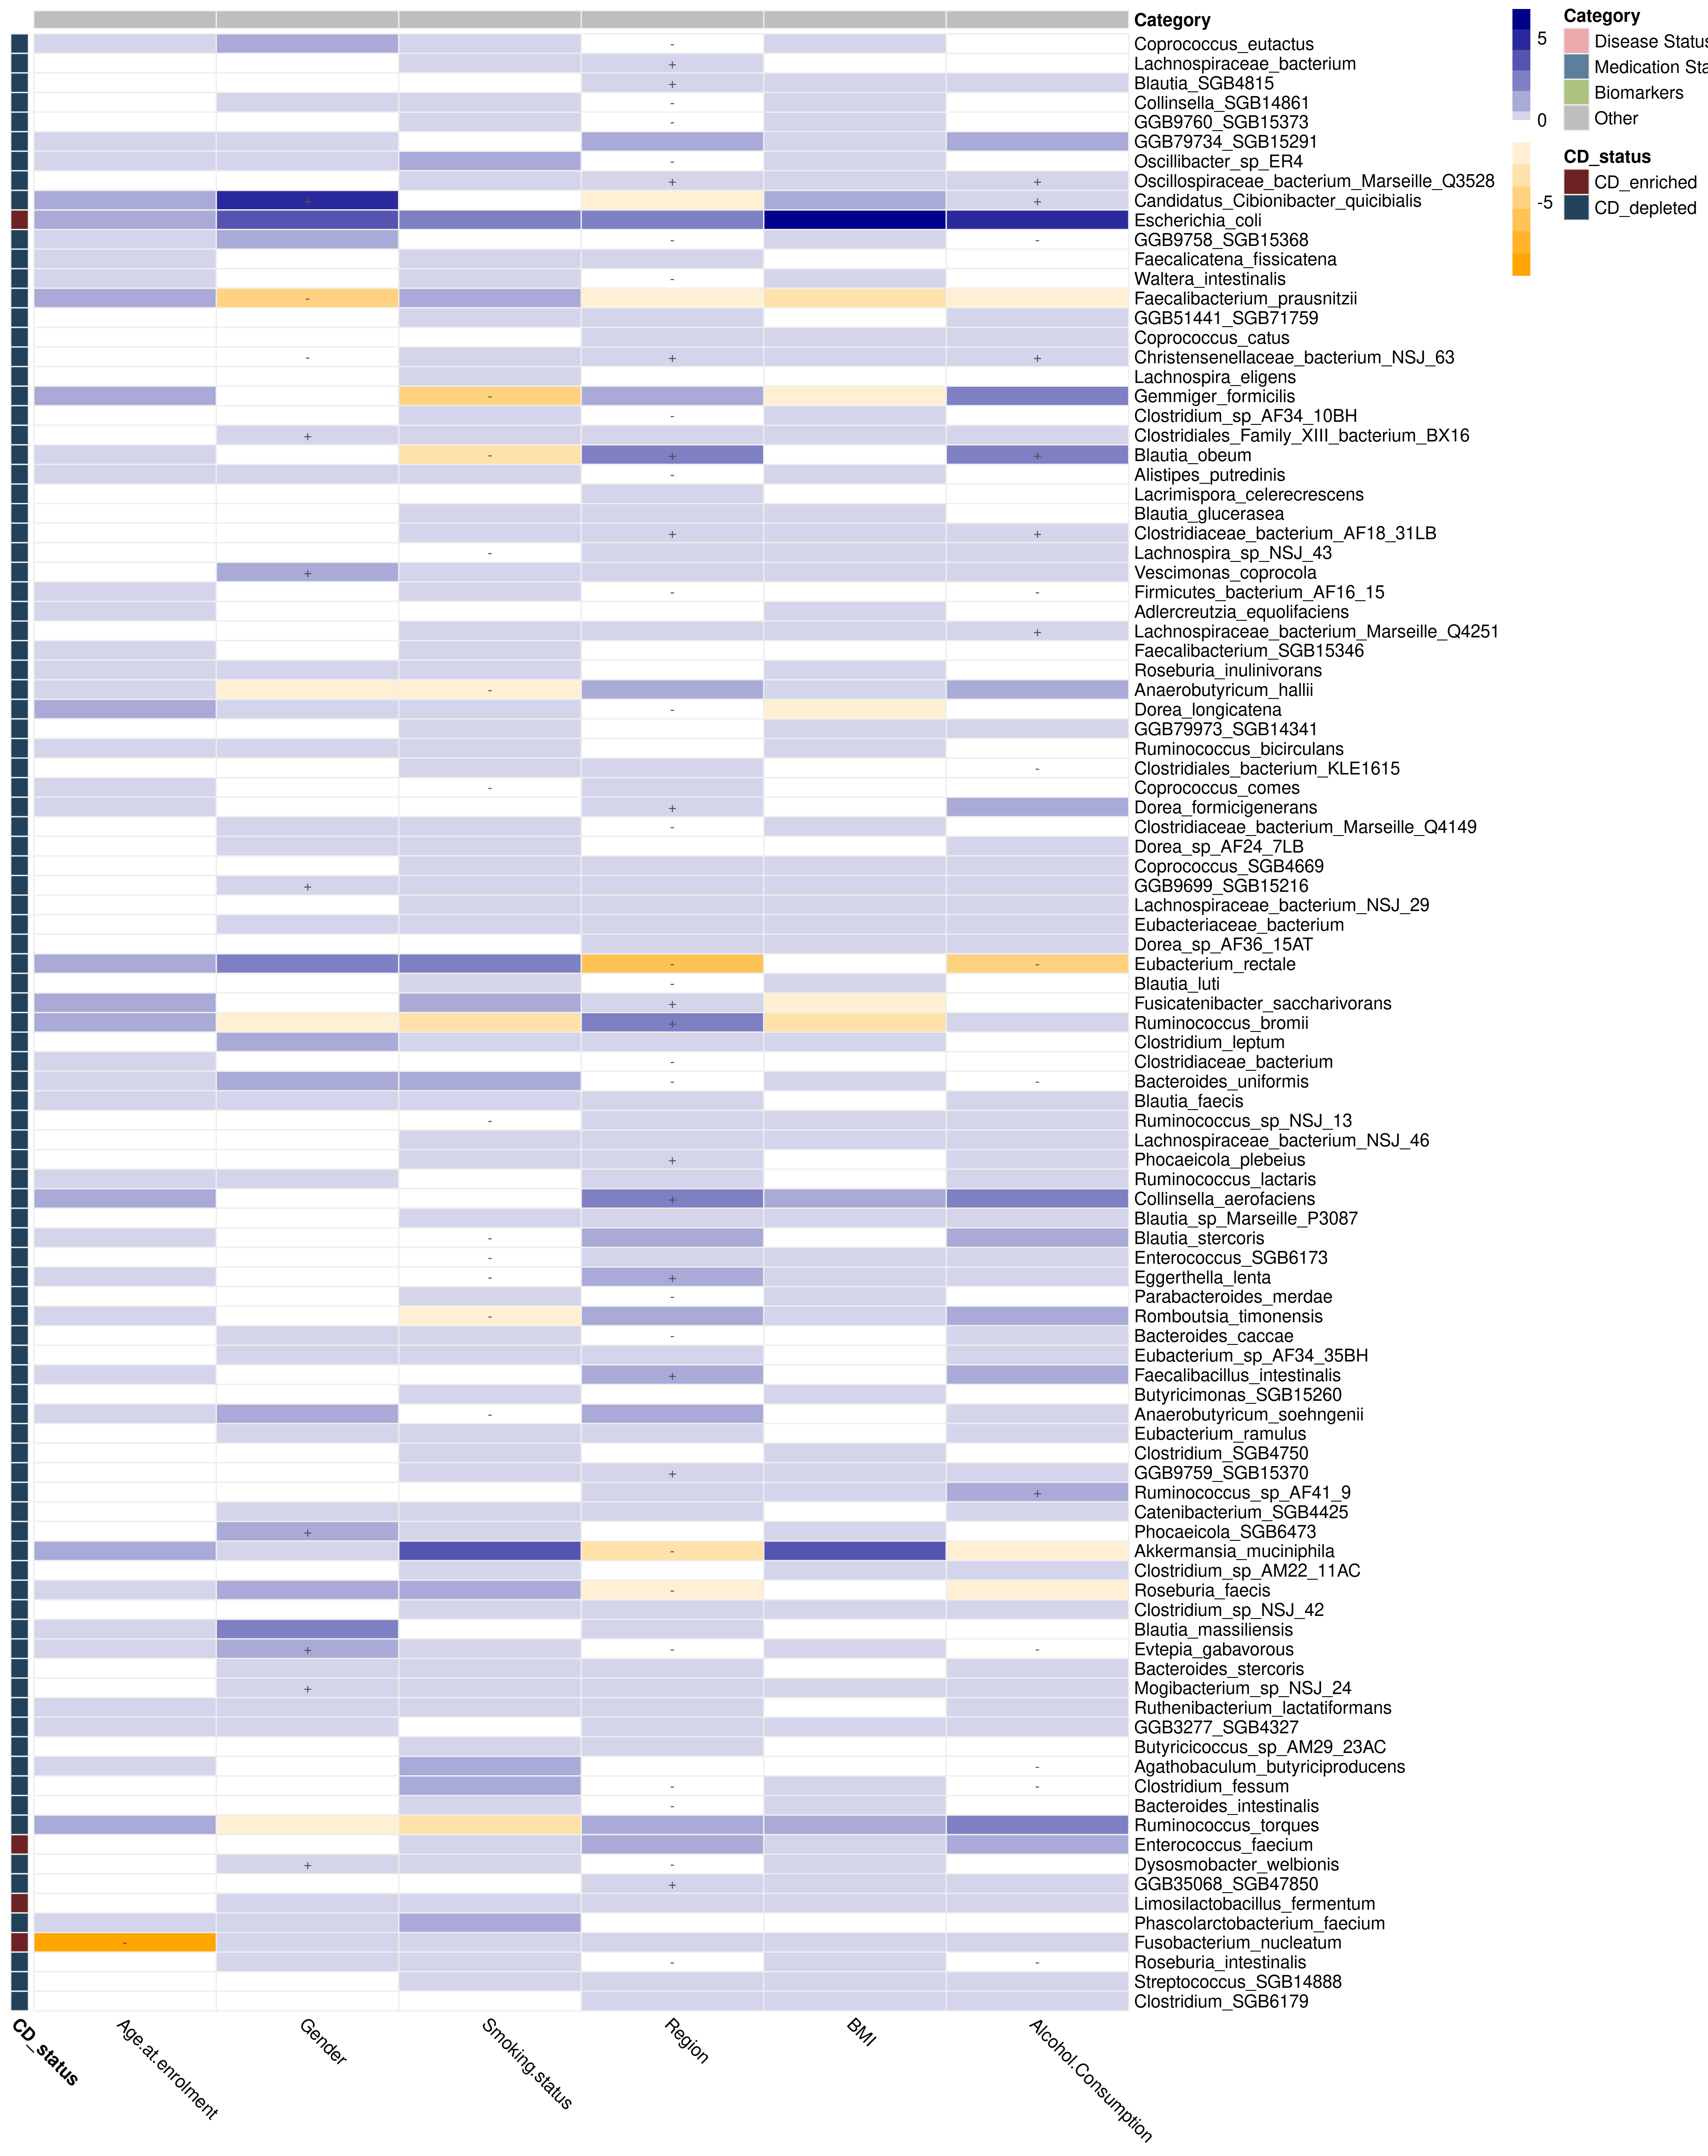 Category
Coprococcus_eutactus
-
Lachnospiraceae_bacterium
+
Blautia_SGB4815
+
Collinsella_SGB14861
-
GGB9760_SGB15373
-
GGB79734_SGB15291
Oscillibacter_sp_ER4
-
Oscillospiraceae_bacterium_Marseille_Q3528
+ +
Candidatus_Cibionibacter_quicibialis
+ +
Escherichia_coli
GGB9758_SGB15368
- -
Faecalicatena_fissicatena
Waltera_intestinalis
-
Faecalibacterium_prausnitzii
-
GGB51441_SGB71759
Coprococcus_catus
Christensenellaceae_bacterium_NSJ_63
- + +
Lachnospira_eligens
Gemmiger_formicilis
-
Clostridium_sp_AF34_10BH
-
Clostridiales_Family_XIII_bacterium_BX16
+
Blautia_obeum
- + +
Alistipes_putredinis
-
Lacrimispora_celerecrescens
Blautia_glucerasea
Clostridiaceae_bacterium_AF18_31LB
+ +
Lachnospira_sp_NSJ_43
-
Vescimonas_coprocola
+
Firmicutes_bacterium_AF16_15
- -
Adlercreutzia_equolifaciens
Lachnospiraceae_bacterium_Marseille_Q4251
+
Faecalibacterium_SGB15346
Roseburia_inulinivorans
Anaerobutyricum_hallii
-
Dorea_longicatena
-
GGB79973_SGB14341
Ruminococcus_bicirculans
Clostridiales_bacterium_KLE1615
-
Coprococcus_comes
-
Dorea_formicigenerans
+
Clostridiaceae_bacterium_Marseille_Q4149
-
Dorea_sp_AF24_7LB
Coprococcus_SGB4669
GGB9699_SGB15216
+
Lachnospiraceae_bacterium_NSJ_29
Eubacteriaceae_bacterium
Dorea_sp_AF36_15AT
Eubacterium_rectale
- -
Blautia_luti
-
Fusicatenibacter_saccharivorans
+
Ruminococcus_bromii
+
Clostridium_leptum
Clostridiaceae_bacterium
-
Bacteroides_uniformis
- -
Blautia_faecis
Ruminococcus_sp_NSJ_13
-
Lachnospiraceae_bacterium_NSJ_46
Phocaeicola_plebeius
+
Ruminococcus_lactaris
Collinsella_aerofaciens
+
Blautia_sp_Marseille_P3087
Blautia_stercoris
-
Enterococcus_SGB6173
-
Eggerthella_lenta
- +
Parabacteroides_merdae
-
Romboutsia_timonensis
-
Bacteroides_caccae
-
Eubacterium_sp_AF34_35BH
Faecalibacillus_intestinalis
+
Butyricimonas_SGB15260
Anaerobutyricum_soehngenii
-
Eubacterium_ramulus
Clostridium_SGB4750
GGB9759_SGB15370
+
Ruminococcus_sp_AF41_9
+
Catenibacterium_SGB4425
Phocaeicola_SGB6473
+
Akkermansia_muciniphila
-
Clostridium_sp_AM22_11AC
Roseburia_faecis
-
Clostridium_sp_NSJ_42
Blautia_massiliensis
Evtepia_gabavorous
+ - -
Bacteroides_stercoris
Mogibacterium_sp_NSJ_24
+
Ruthenibacterium_lactatiformans
GGB3277_SGB4327
Butyricicoccus_sp_AM29_23AC
Agathobaculum_butyriciproducens
-
Clostridium_fessum
- -
Bacteroides_intestinalis
-
Ruminococcus_torques
Enterococcus_faecium
Dysosmobacter_welbionis
+ -
GGB35068_SGB47850
+
Limosilactobacillus_fermentum
Phascolarctobacterium_faecium
Fusobacterium_nucleatum
-
Roseburia_intestinalis
- -
Streptococcus_SGB14888
Clostridium_SGB6179
CD_status
Age.at.enrolment
Gender
Smoking.status
Region
BMI
Alcohol.Consumption
5
0
-5
Category
Disease Status
Medication Sta
Biomarkers
Other
CD_status
CD_enriched
CD_depleted